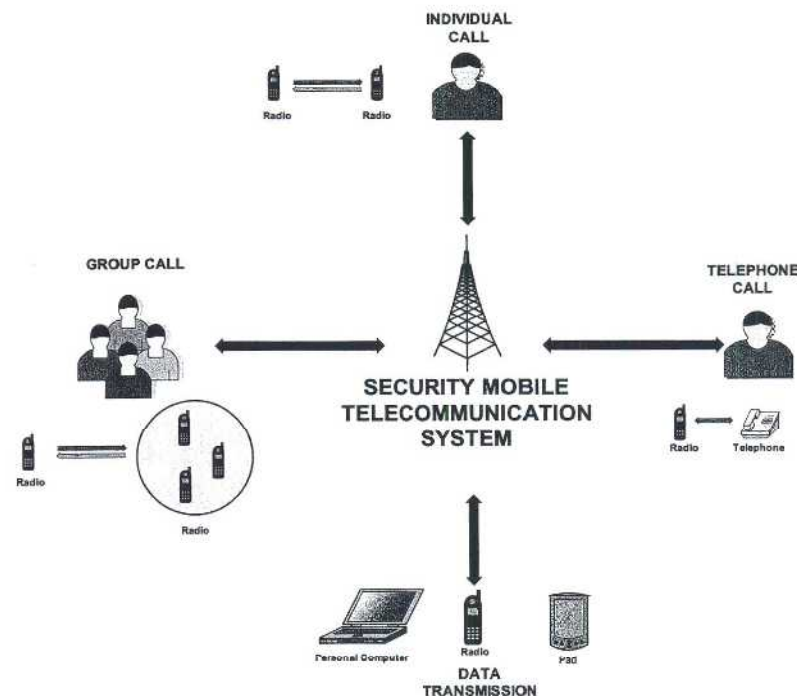 INDIVIDUAL
CALL
Radio
Radio
GROUP CALL
TELEPHONE
CALL
SECURITY MOBILE
TELECOMMUNICATION
SYSTEM
Radio
Telephone
Radio
Radio
Personal Computer
Radio
Pad
DATA
TRANSMISSION